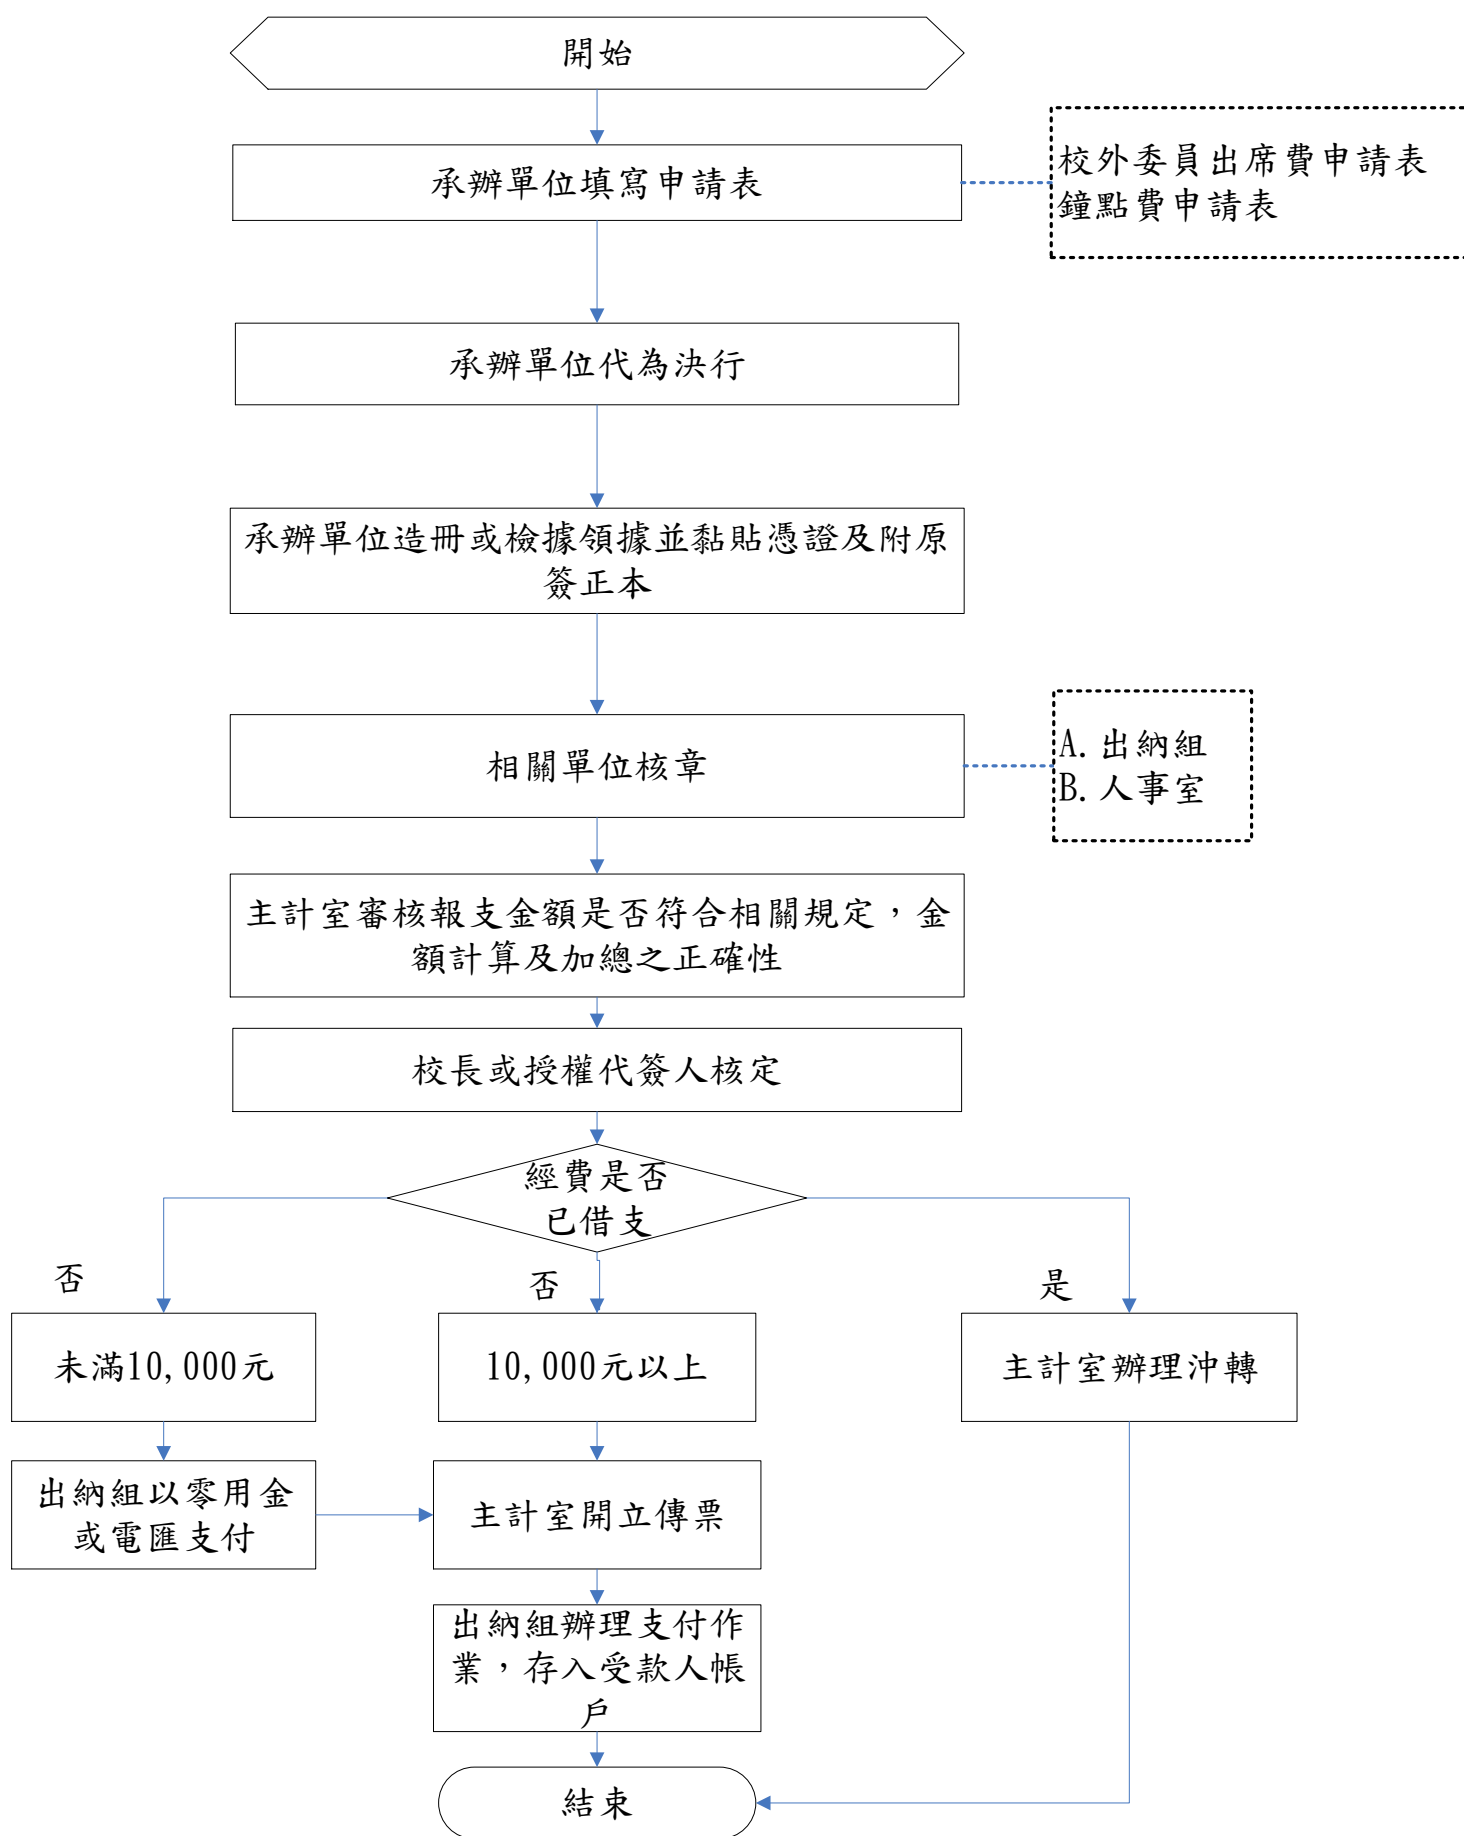 開始
承辦單位填寫申請表
校外委員出席費申請表
鐘點費申請表
承辦單位代為決行
承辦單位造冊或檢據領據並黏貼憑證及附原
簽正本
相關單位核章
A. 出納組
B. 人事室
主計室審核報支金額是否符合相關規定，金
額計算及加總之正確性
校長或授權代簽人核定
經費是否
已借支
否
否
是
未滿10,000元
10,000元以上
主計室辦理沖轉
出納組以零用金
或電匯支付
主計室開立傳票
出納組辦理支付作
業，存入受款人帳
戶
結束